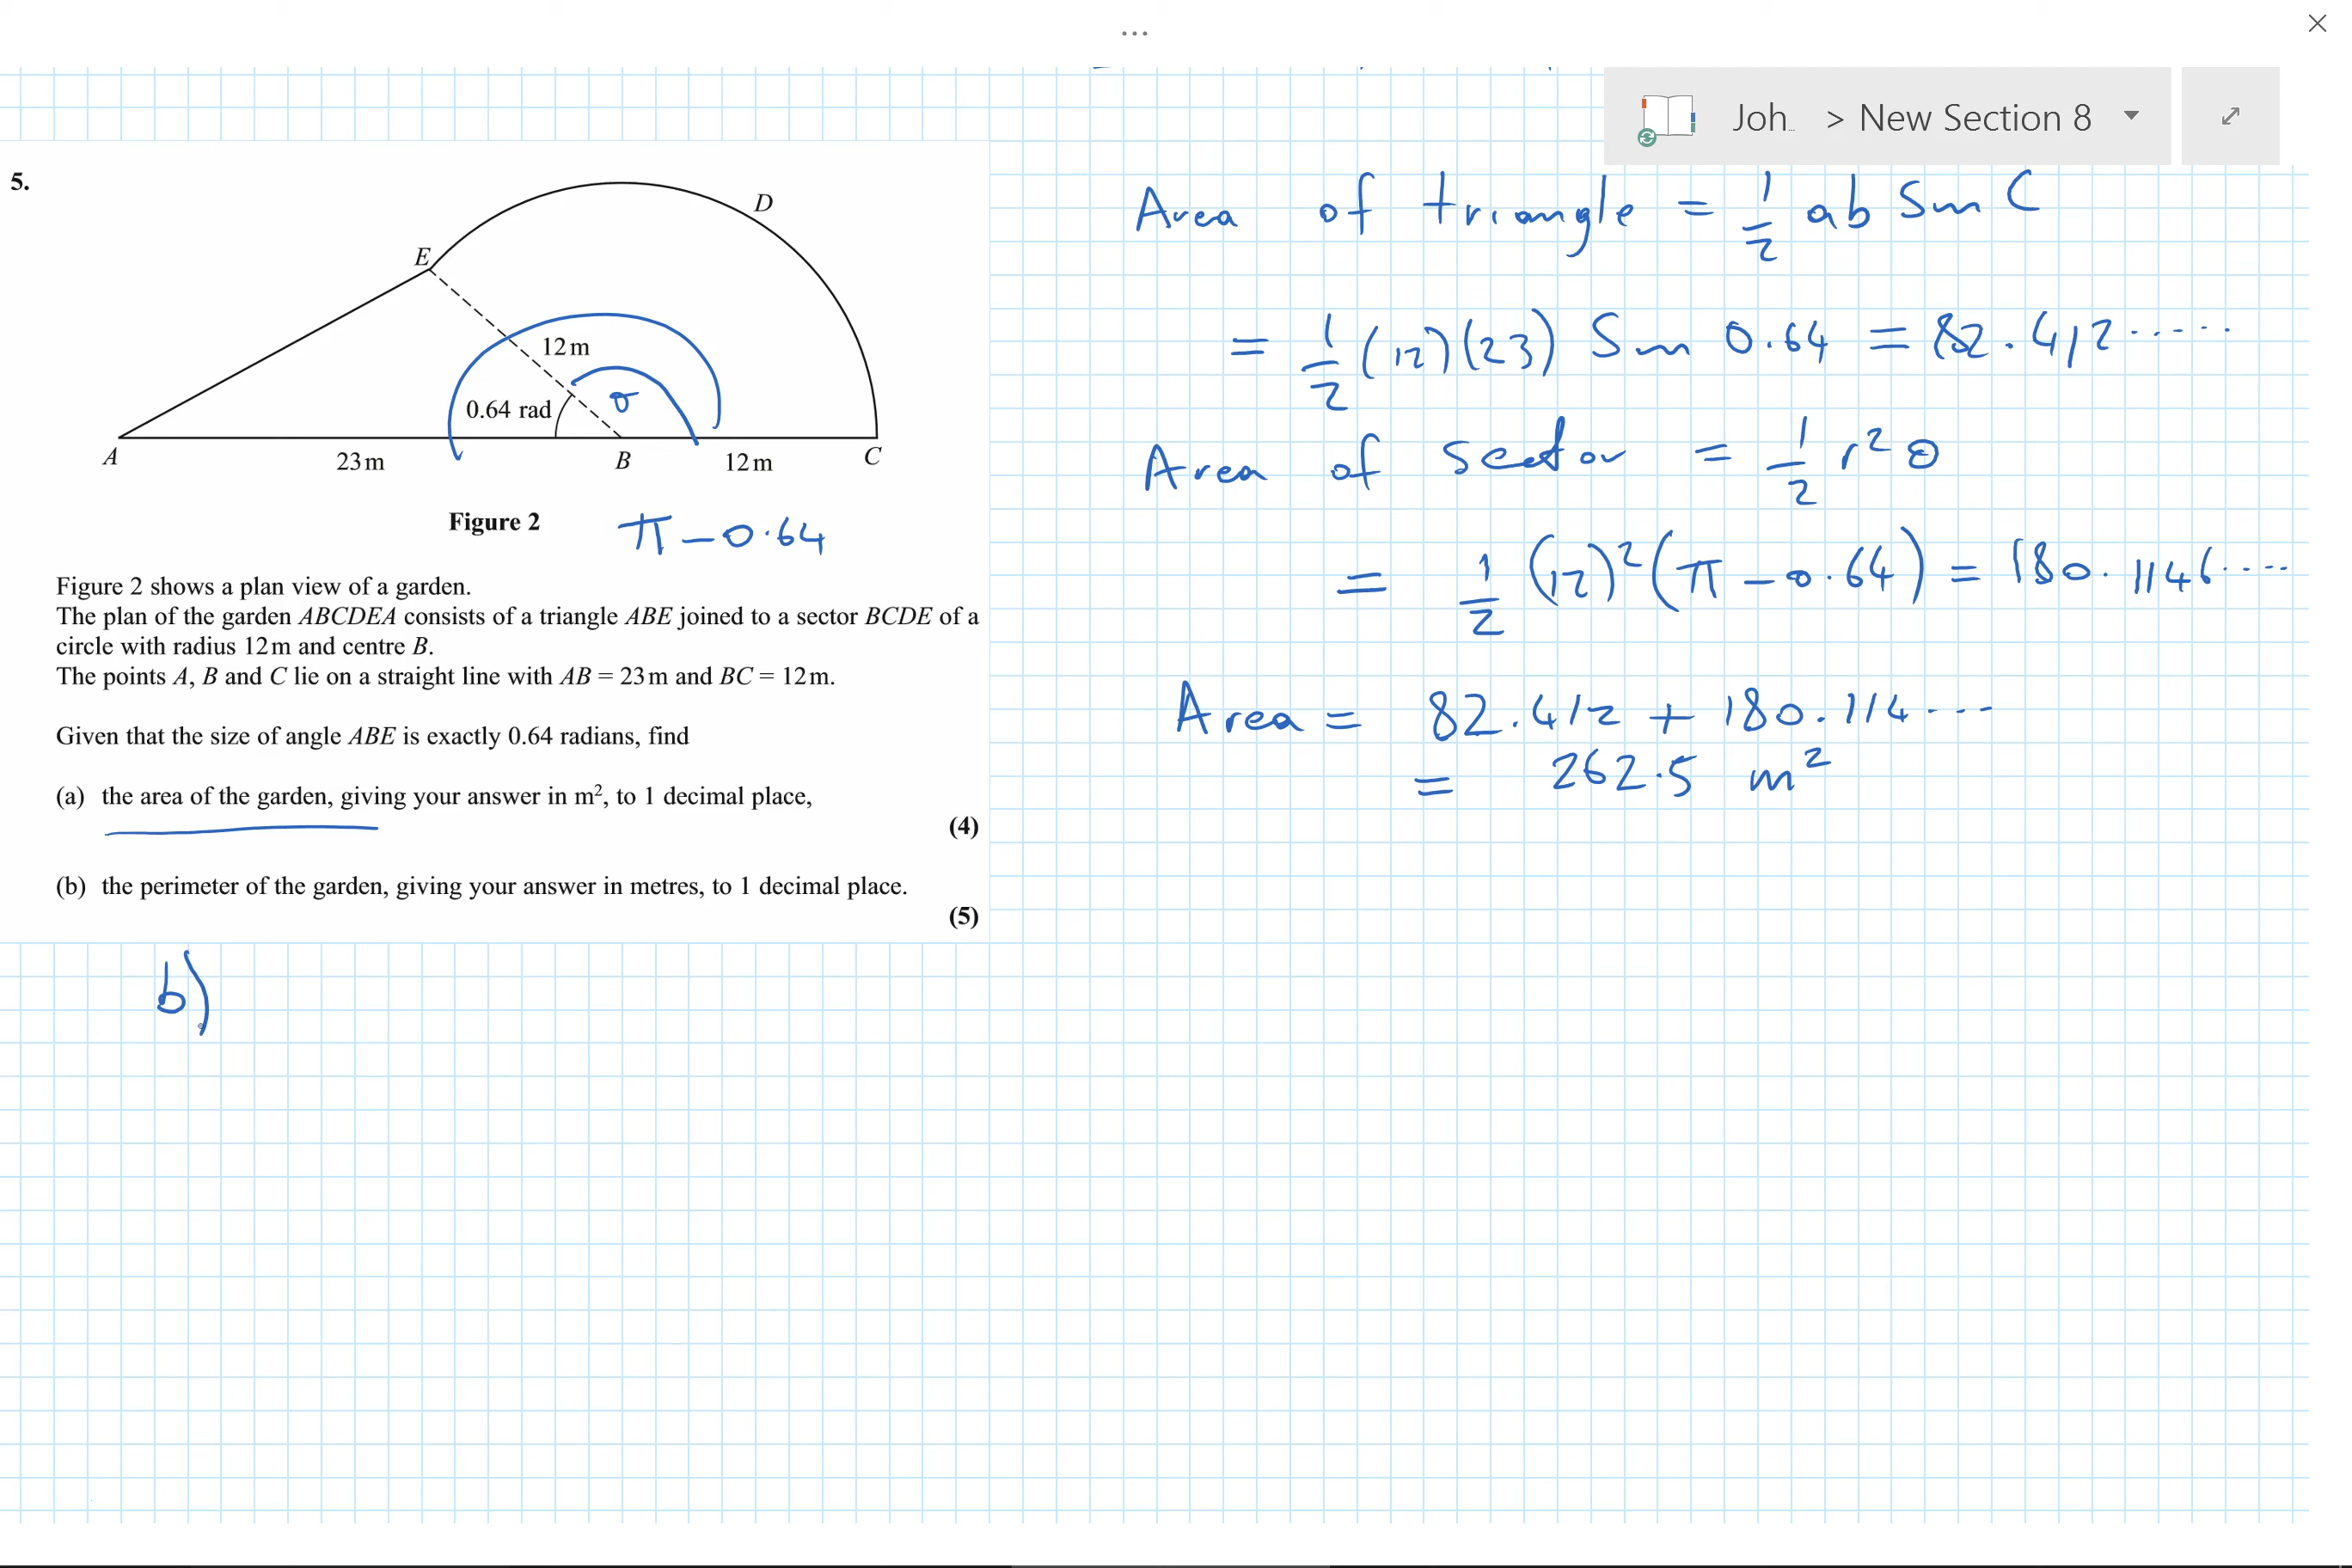 ...
Joh... > New Section 8
5.
D
E
12 m
0.64 rad
θ
A
23 m
B
12 m
C
Figure 2
π - 0.64
Figure 2 shows a plan view of a garden.
The plan of the garden ABCDEA consists of a triangle ABE joined to a sector BCDE of a
circle with radius 12 m and centre B.
The points A, B and C lie on a straight line with AB = 23 m and BC = 12 m.
Given that the size of angle ABE is exactly 0.64 radians, find
(a) the area of the garden, giving your answer in m², to 1 decimal place,
(4)
(b) the perimeter of the garden, giving your answer in metres, to 1 decimal place.
(5)
b)
Area of triangle = 1/2 ab Sin C
= 1/2 (12)(23) Sin 0.64 = 82.412.....
Area of sector = 1/2 r² θ
= 1/2 (12)² (π - 0.64) = 180.1146....
Area = 82.412 + 180.114...
= 262.5 m²